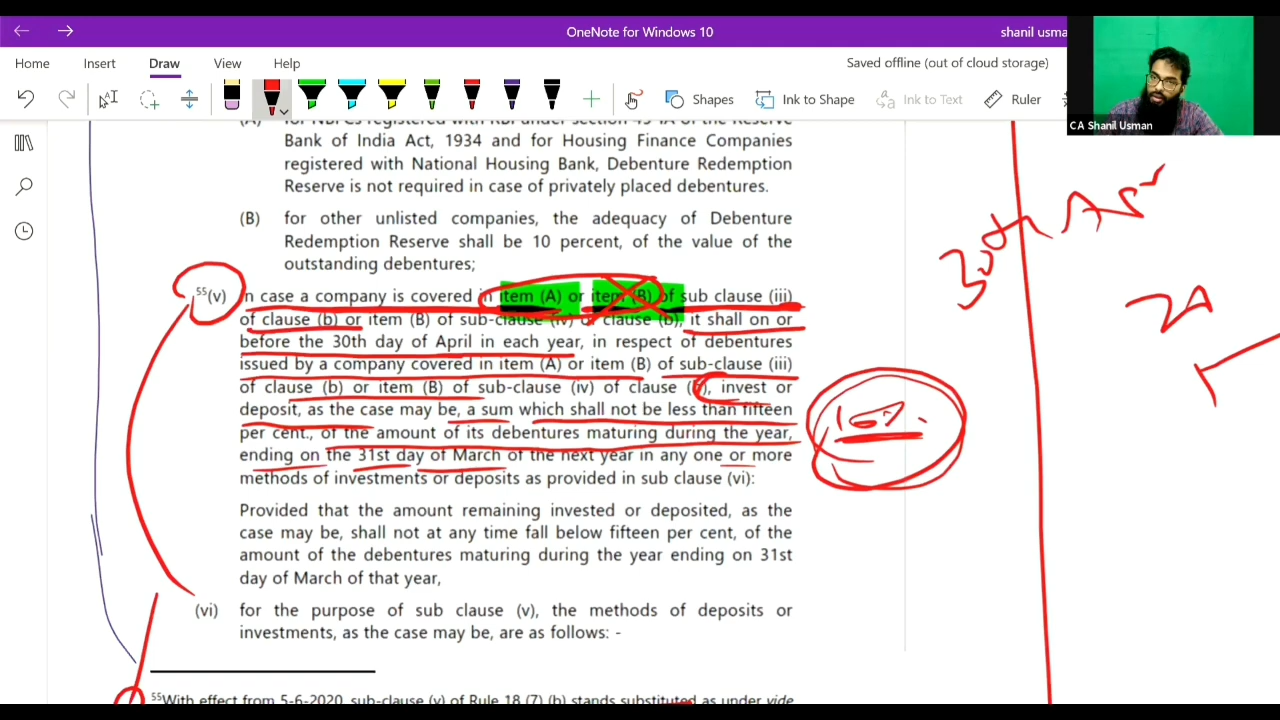 OneNote for Windows 10
shanil usma
Home Insert Draw View Help
Saved offline (out of cloud storage)
Shapes Ink to Shape Ink to Text Ruler
CA Shanil Usman
(A) for NBFCs registered with RBI under section 45-IA of the Reserve
Bank of India Act, 1934 and for Housing Finance Companies
registered with National Housing Bank, Debenture Redemption
Reserve is not required in case of privately placed debentures.
(B) for other unlisted companies, the adequacy of Debenture
Redemption Reserve shall be 10 percent, of the value of the
outstanding debentures;
55(v) In case a company is covered in item (A) or item (B) of sub clause (iii)
of clause (b) or item (B) of sub-clause (iv) of clause (b), it shall on or
before the 30th day of April in each year, in respect of debentures
issued by a company covered in item (A) or item (B) of sub-clause (iii)
of clause (b) or item (B) of sub-clause (iv) of clause (b), invest or
deposit, as the case may be, a sum which shall not be less than fifteen
per cent., of the amount of its debentures maturing during the year,
ending on the 31st day of March of the next year in any one or more
methods of investments or deposits as provided in sub clause (vi):
Provided that the amount remaining invested or deposited, as the
case may be, shall not at any time fall below fifteen per cent, of the
amount of the debentures maturing during the year ending on 31st
day of March of that year,
(vi) for the purpose of sub clause (v), the methods of deposits or
investments, as the case may be, are as follows: -
55With effect from 5-6-2020, sub-clause (v) of Rule 18 (7) (b) stands substituted as under vide
30th